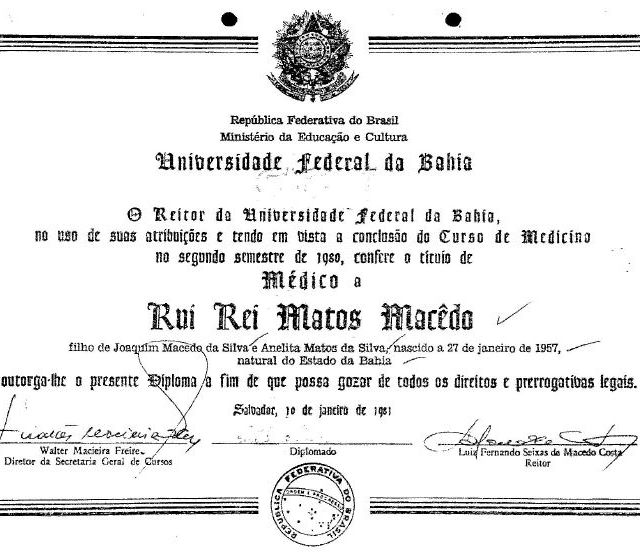 República Federativa do Brasil
Ministério da Educação e Cultura
Universidade Federal da Bahia
O Reitor da Universidade Federal da Bahia,
no uso de suas atribuições e tendo em vista a conclusão do Curso de Medicina
no segundo semestre de 1980, confere o título de
Médico a
Rui Rei Matos Macêdo
filho de Joaquim Macedo da Silva e Anelita Matos da Silva, nascido a 27 de janeiro de 1957,
natural do Estado da Bahia
outorga-lhe o presente Diploma a fim de que possa gozar de todos os direitos e prerrogativas legais.
Salvador, 10 de janeiro de 1981
Walter Macieira Freire
Diretor da Secretaria Geral de Cursos
Diplomado
Luiz Fernando Seixas de Macedo Costa
Reitor
REPÚBLICA FEDERATIVA DO BRASIL
ORDEM E PROGRESSO